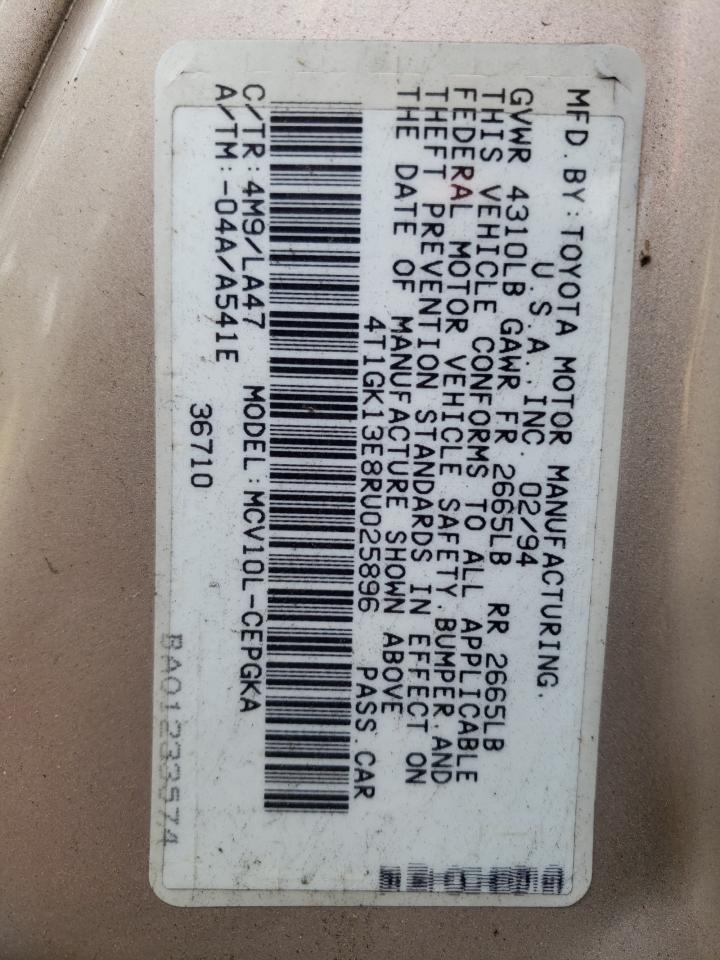 MFD. BY: TOYOTA MOTOR MANUFACTURING.
U.S.A. INC. 02/94
GVWR 4310LB GAWR FR 2665LB RR 2665LB
THIS VEHICLE CONFORMS TO ALL APPLICABLE
FEDERAL MOTOR VEHICLE SAFETY. BUMPER. AND
THEFT PREVENTION STANDARDS IN EFFECT ON
THE DATE OF MANUFACTURE SHOWN ABOVE
4T1GK13E8RU025896 PASS. CAR
C/TR: 4M9/LA47 MODEL: MCV10L-CEPGKA
A/TM: -04A/A541E
36710
BA01233574